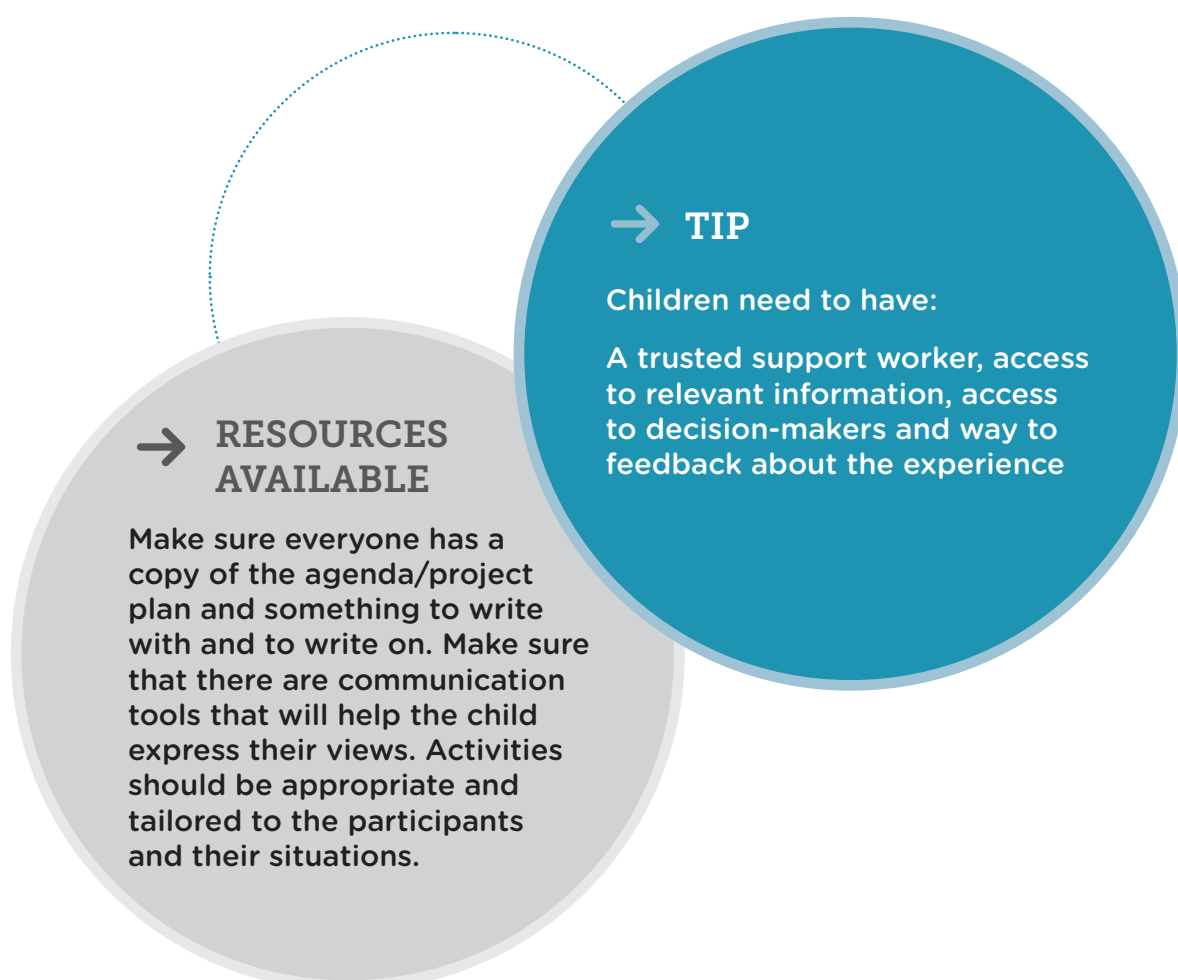 TIP
Children need to have:
A trusted support worker, access
to relevant information, access
to decision-makers and way to
feedback about the experience
RESOURCES
AVAILABLE
Make sure everyone has a
copy of the agenda/project
plan and something to write
with and to write on. Make sure
that there are communication
tools that will help the child
express their views. Activities
should be appropriate and
tailored to the participants
and their situations.